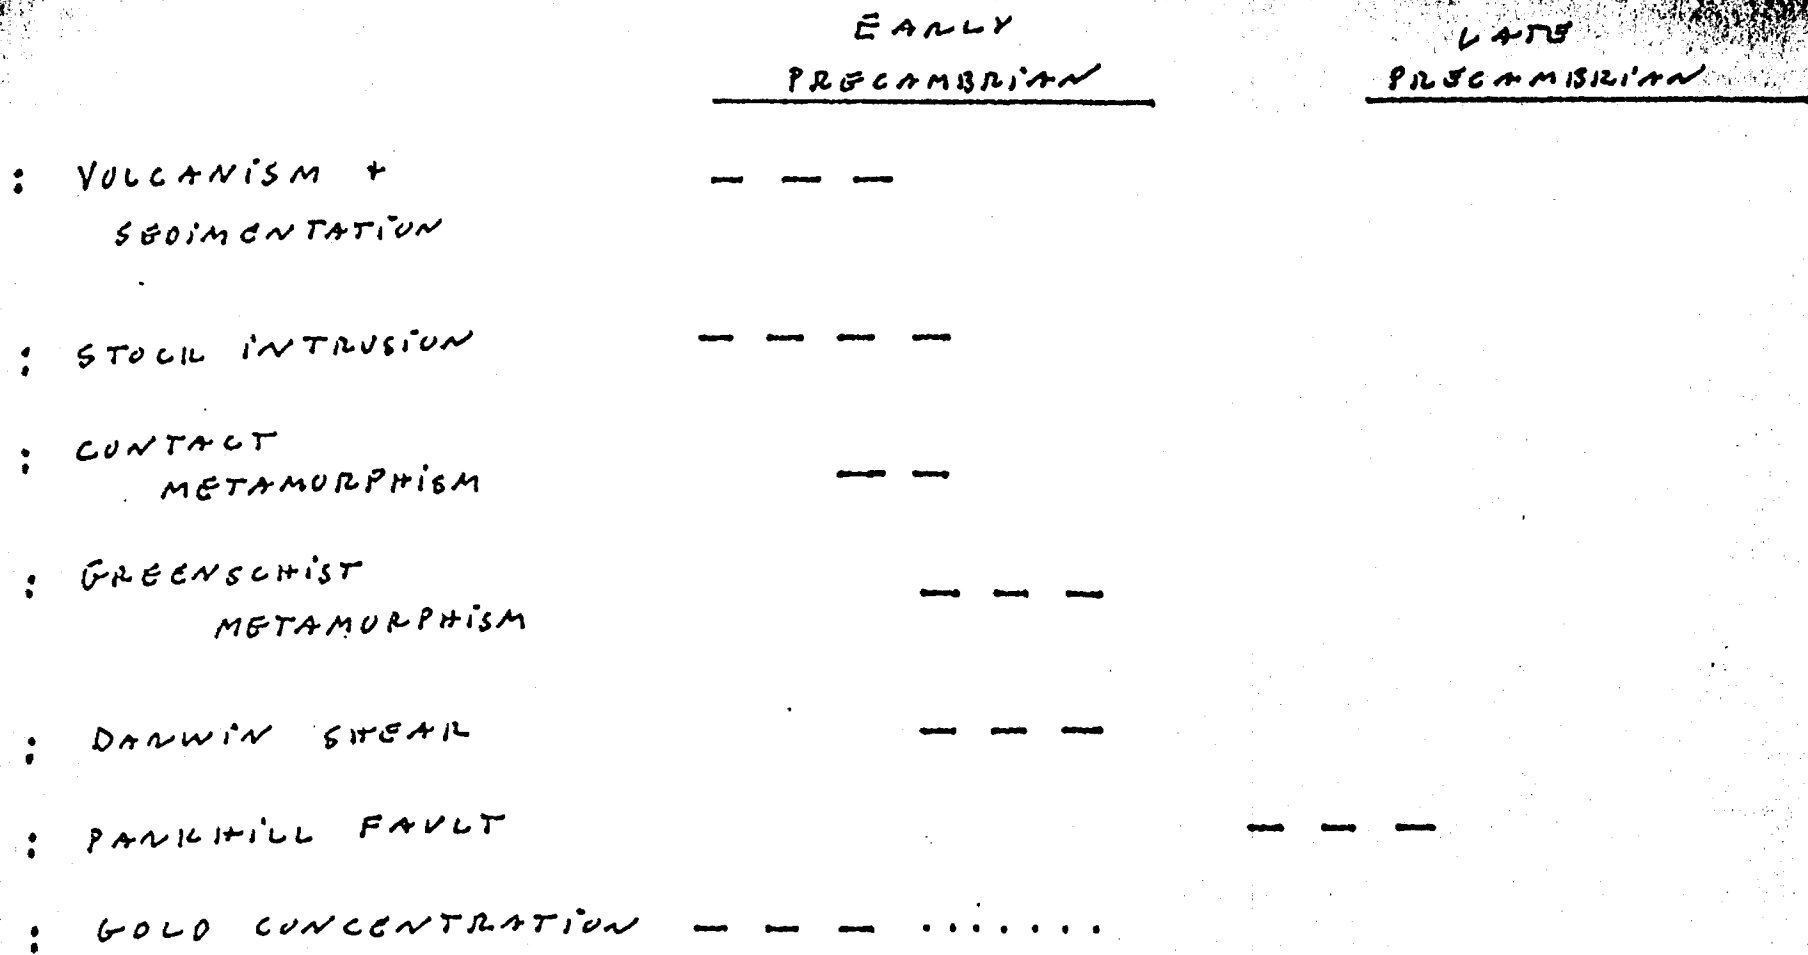 EARLY
PRECAMBRIAN
LATE
PRECAMBRIAN
: VOLCANISM +
SEDIMENTATION
: STOCK INTRUSION
: CONTACT
METAMORPHISM
: GREENSCHIST
METAMORPHISM
: DARWIN SHEAR
: PARKHILL FAULT
: GOLD CONCENTRATION